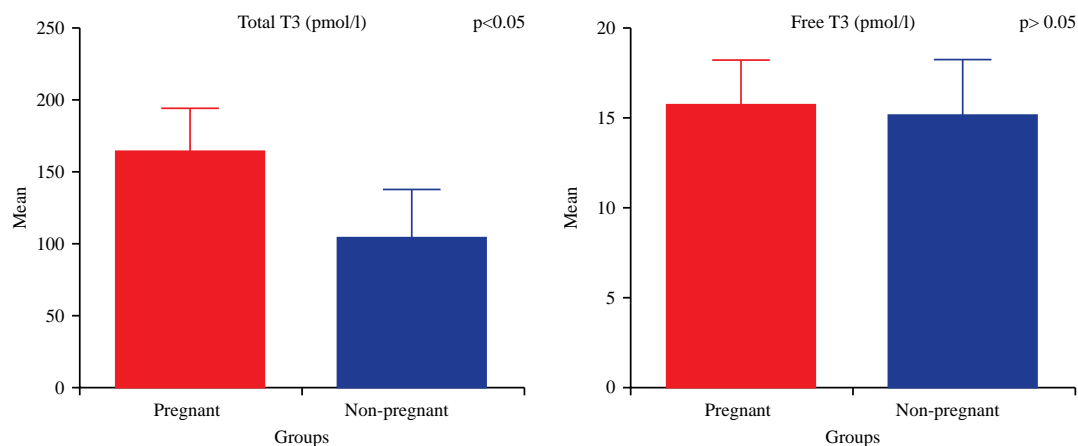 Total T3 (pmol/l) p<0.05
250
200
150
100
50
0
Mean
Pregnant Non-pregnant
Groups
Free T3 (pmol/l) p> 0.05
20
15
10
5
0
Mean
Pregnant Non-pregnant
Groups